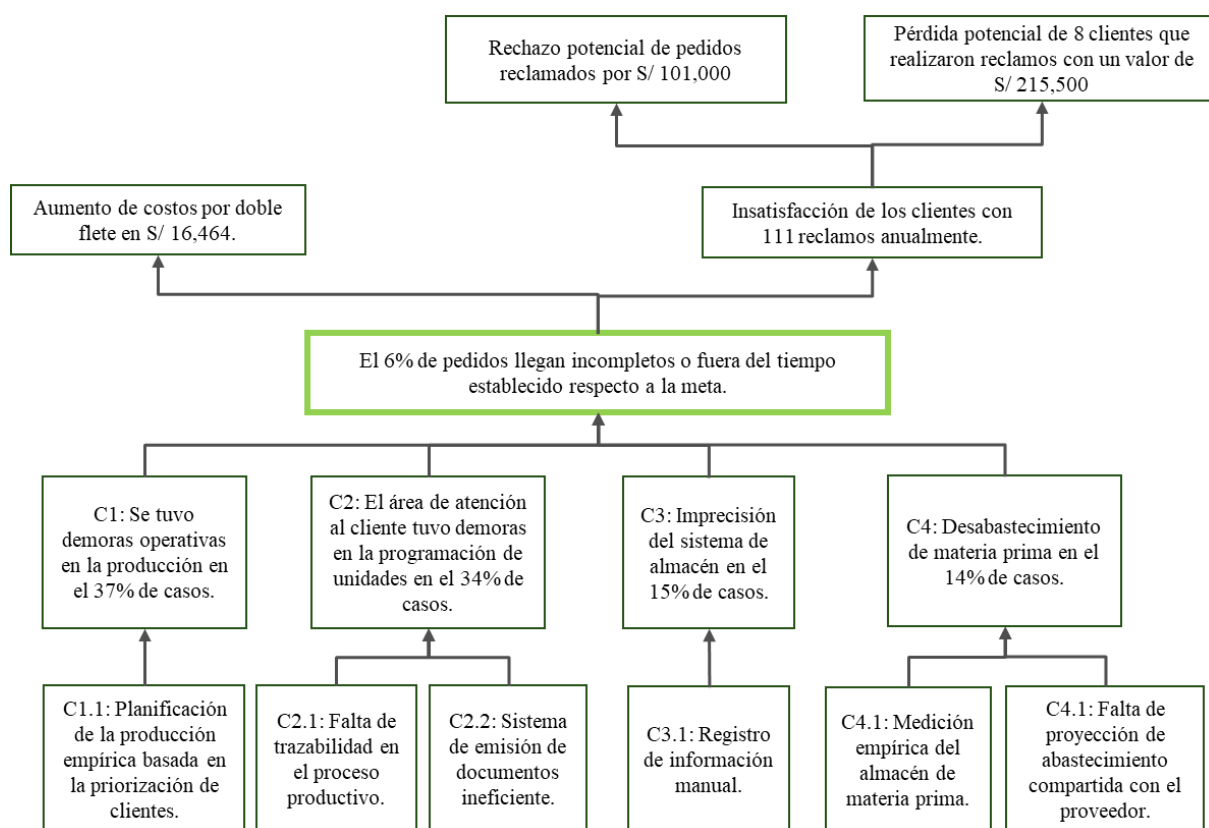 Rechazo potencial de pedidos
reclamados por S/ 101,000
Pérdida potencial de 8 clientes que
realizaron reclamos con un valor de
S/ 215,500
Aumento de costos por doble
flete en S/ 16,464.
Insatisfacción de los clientes con
111 reclamos anualmente.
El 6% de pedidos llegan incompletos o fuera del tiempo
establecido respecto a la meta.
C1: Se tuvo
demoras operativas
en la producción en
el 37% de casos.
C2: El área de atención
al cliente tuvo demoras
en la programación de
unidades en el 34% de
casos.
C3: Imprecisión
del sistema de
almacén en el
15% de casos.
C4: Desabastecimiento
de materia prima en el
14% de casos.
C1.1: Planificación
de la producción
empírica basada en
la priorización de
clientes.
C2.1: Falta de
trazabilidad en
el proceso
productivo.
C2.2: Sistema
de emisión de
documentos
ineficiente.
C3.1: Registro
de información
manual.
C4.1: Medición
empírica del
almacén de
materia prima.
C4.1: Falta de
proyección de
abastecimiento
compartida con el
proveedor.